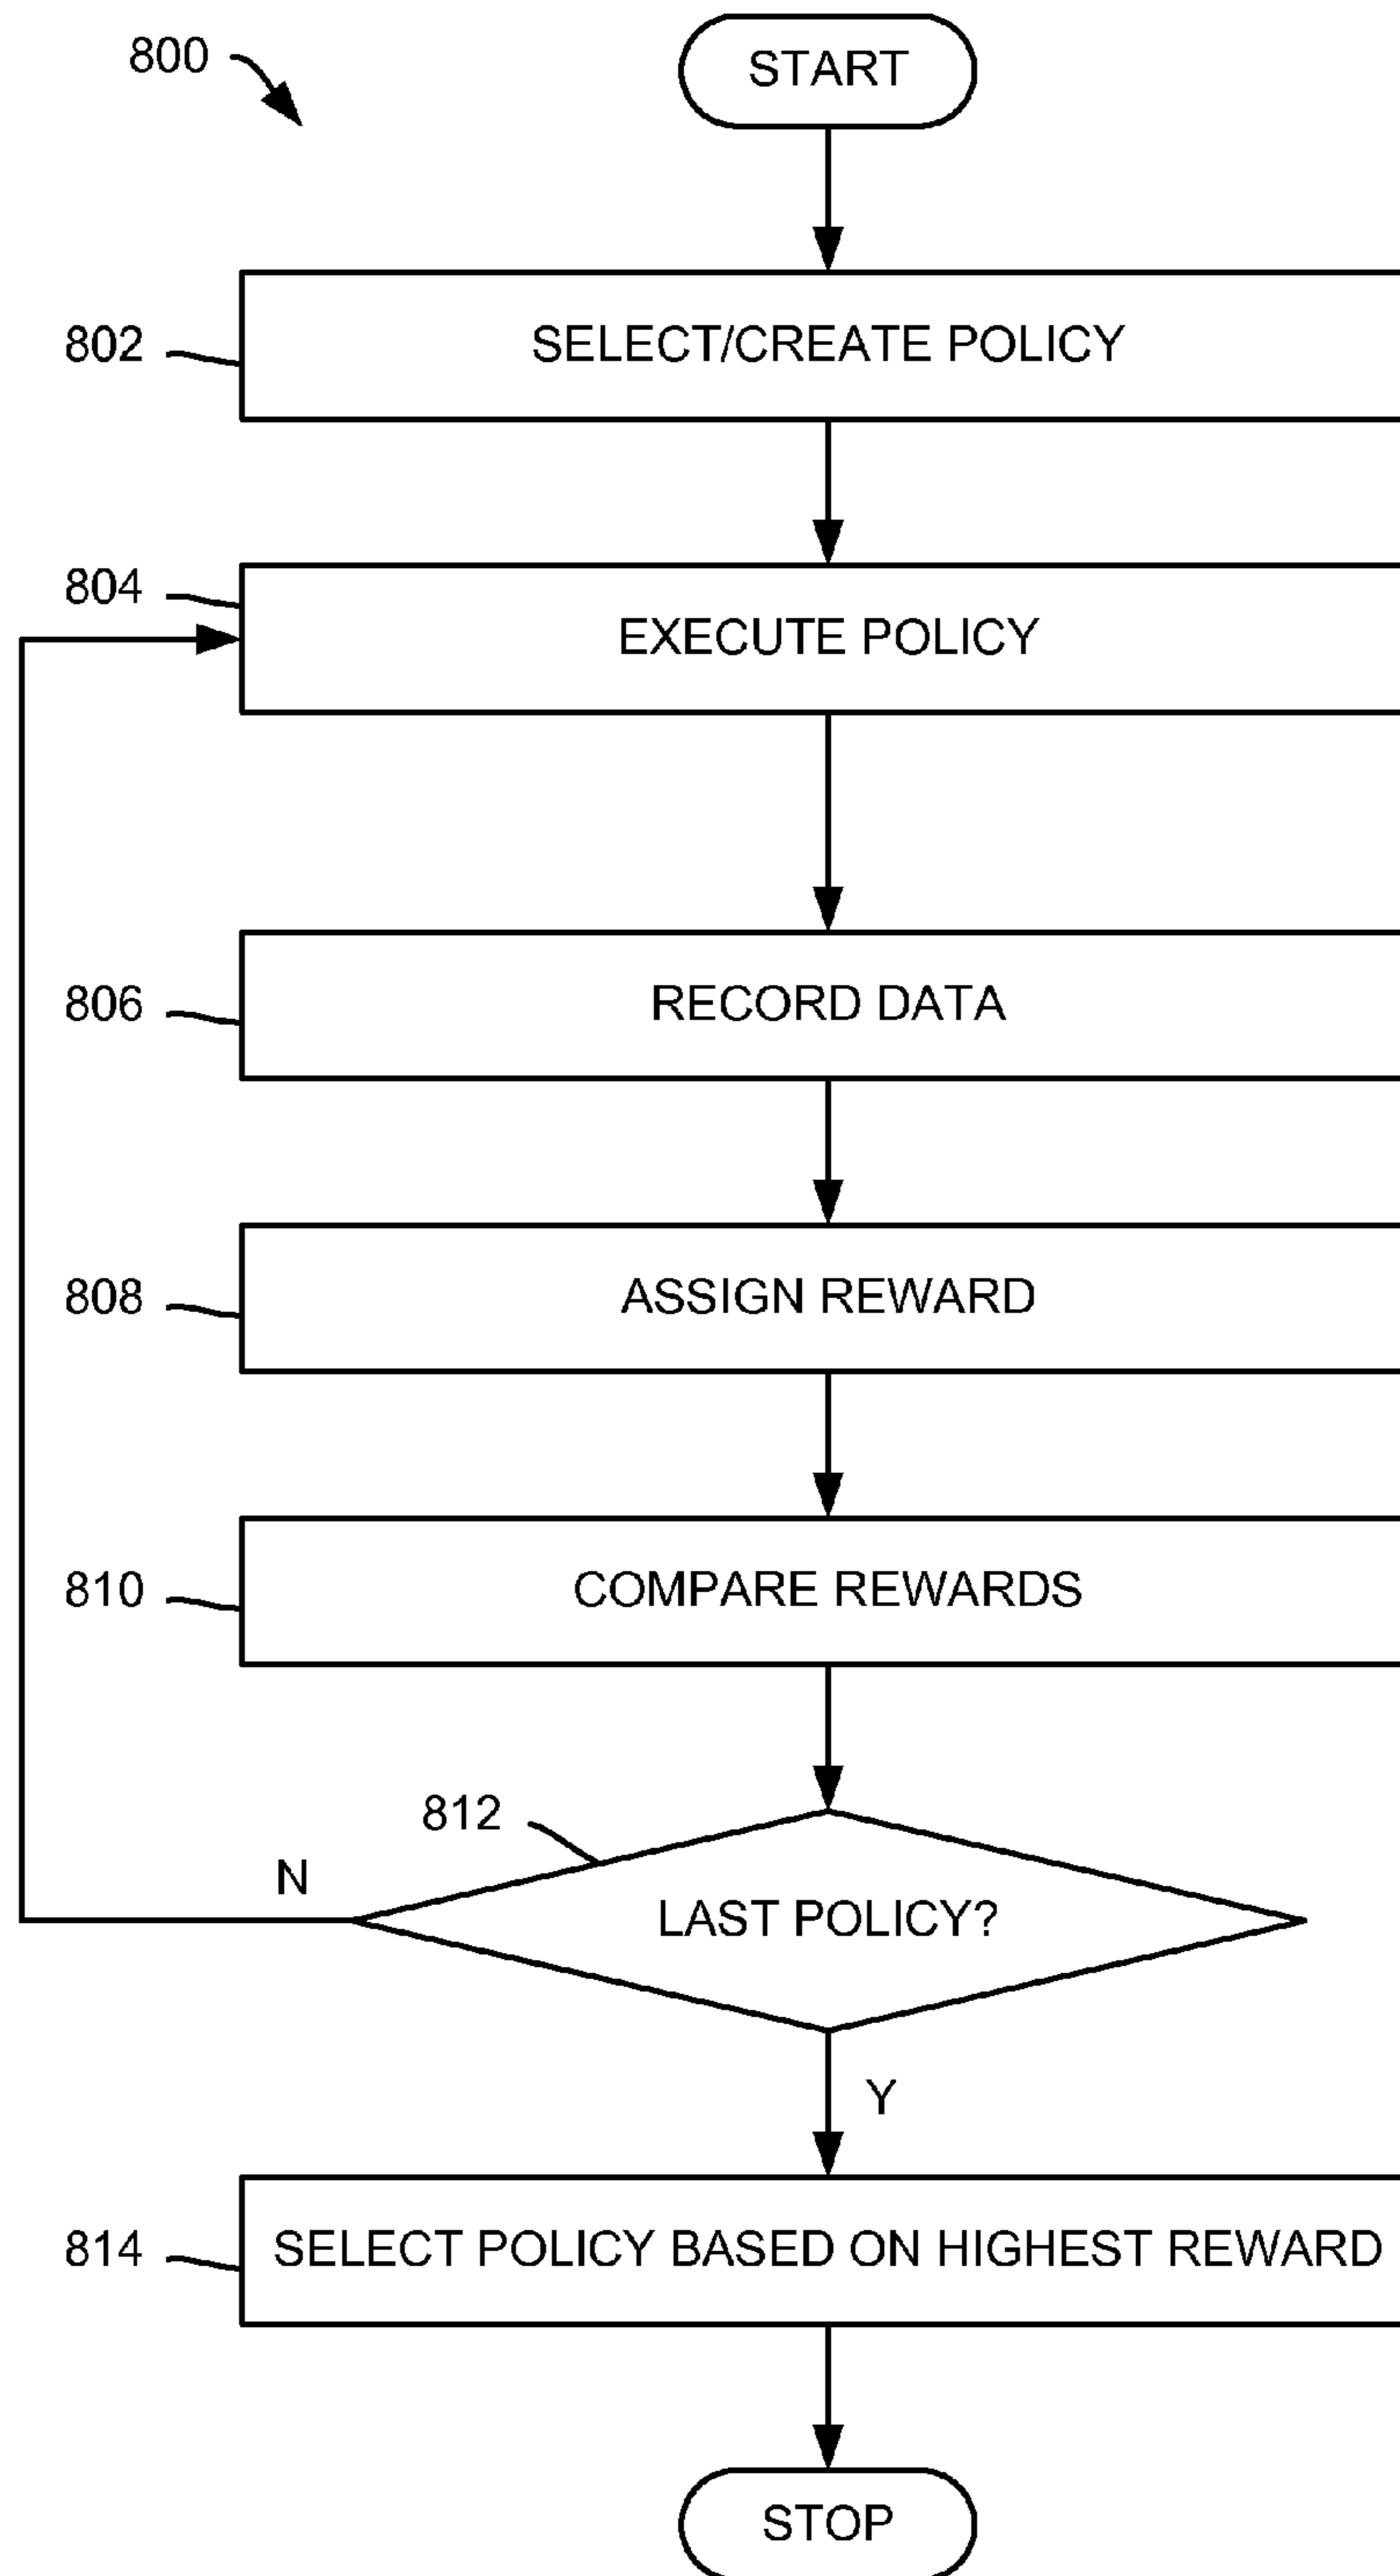 800
START
802
SELECT/CREATE POLICY
804
EXECUTE POLICY
806
RECORD DATA
808
ASSIGN REWARD
810
COMPARE REWARDS
812
N
LAST POLICY?
Y
814
SELECT POLICY BASED ON HIGHEST REWARD
STOP